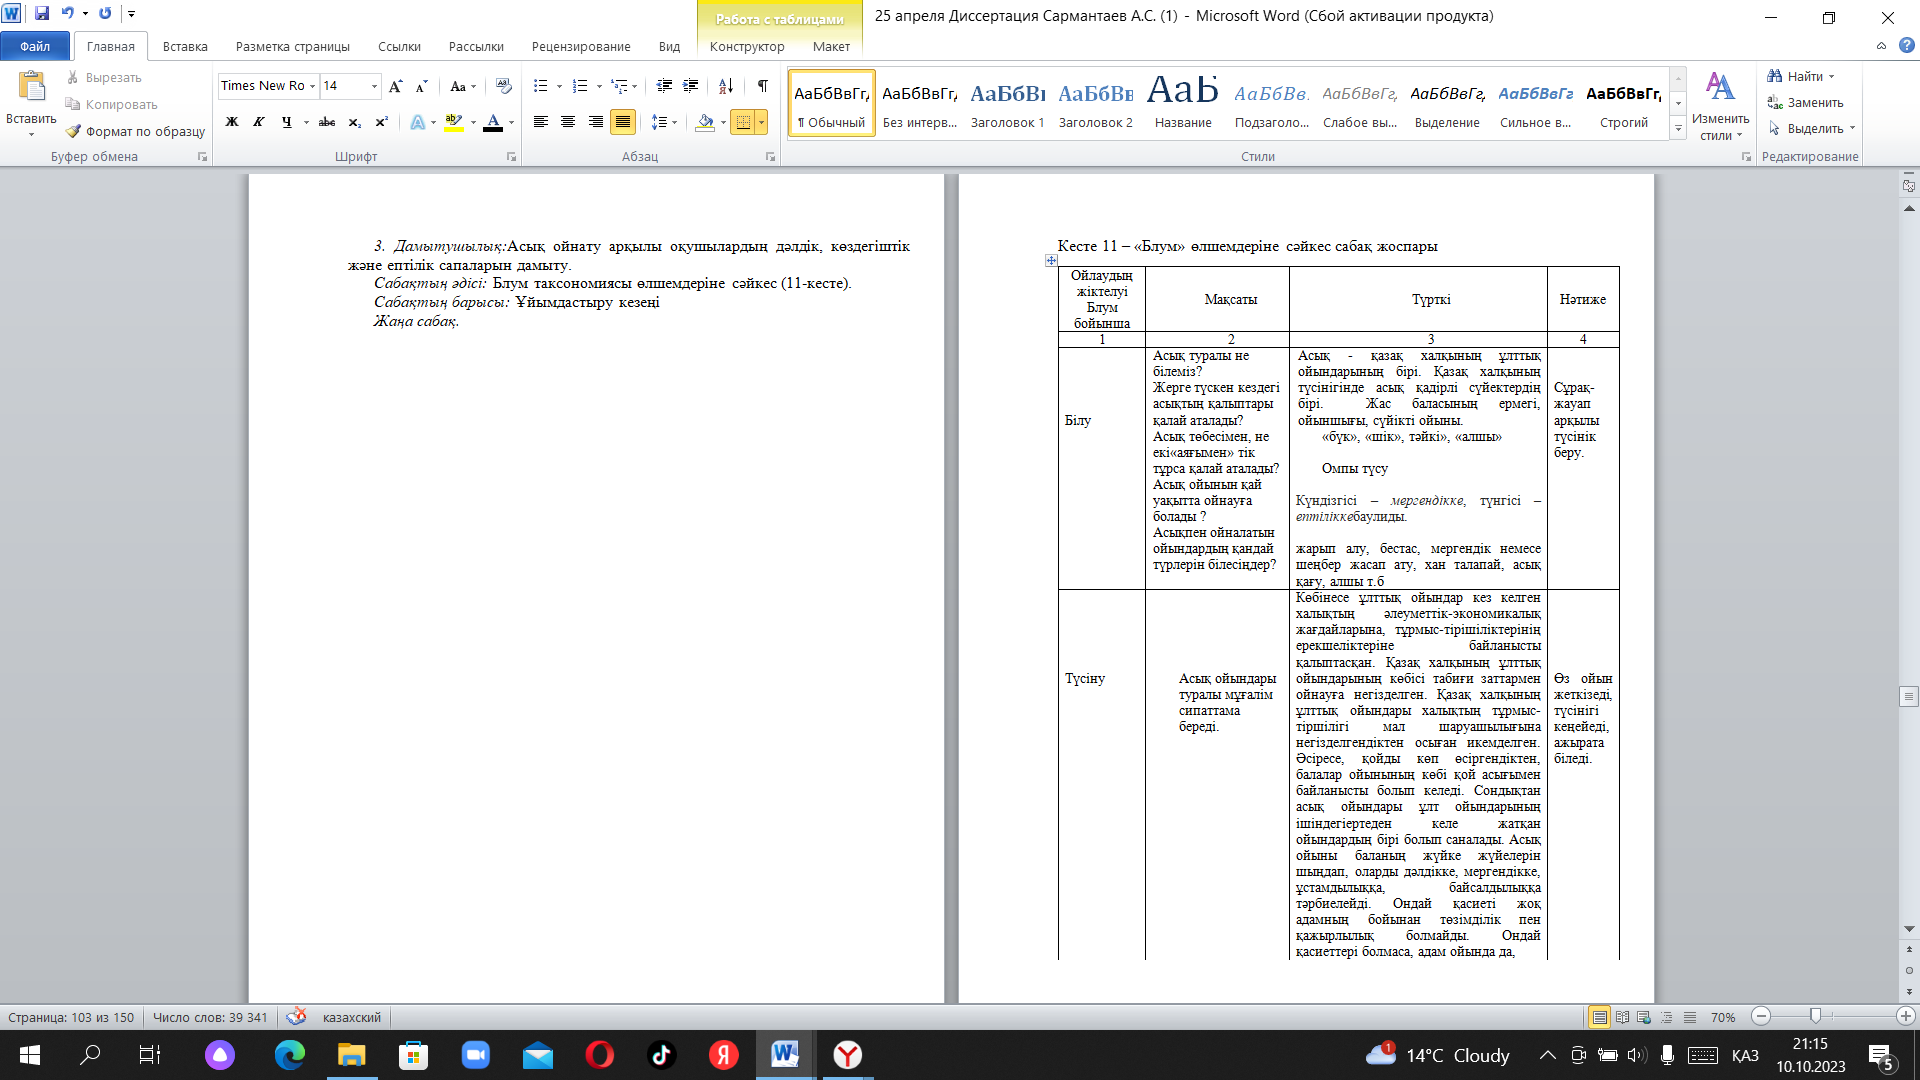 25 апреля Диссертация Сармантаев А.С. (1) - Microsoft Word (Сбой активации продукта)
Работа с таблицами
Файл Главная Вставка Разметка страницы Ссылки Рассылки Рецензирование Вид Конструктор Макет
Вставить
Вырезать
Копировать
Формат по образцу
Буфер обмена
Times New Ro 14
Ж К Ч abc x₂ x²
Шрифт
Абзац
АаБбВвГг, АаБбВвГг, АаБбВı АаБбВв АаБ АаБбВв. АаБбВвГг, АаБбВвГг, АаБбВвГг АаБбВвГг,
¶ Обычный Без интерв... Заголовок 1 Заголовок 2 Название Подзаголо... Слабое вы... Выделение Сильное в... Строгий
Стили
Изменить
стили
Найти
Заменить
Выделить
Редактирование
3. Дамытушылық:Асық ойнату арқылы оқушылардың дәлдік, көздегіштік
және ептілік сапаларын дамыту.
Сабақтың әдісі: Блум таксономиясы өлшемдеріне сәйкес (11-кесте).
Сабақтың барысы: Ұйымдастыру кезеңі
Жаңа сабақ.
Кесте 11 – «Блум» өлшемдеріне сәйкес сабақ жоспары
Ойлаудың
жіктелуі
Блум
бойынша
Мақсаты
Түрткі
Нәтиже
1 2 3 4
Білу
Асық туралы не
білеміз?
Жерге түскен кездегі
асықтың қалыптары
қалай аталады?
Асық төбесімен, не
екі«аяғымен» тік
тұрса қалай аталады?
Асық ойынын қай
уақытта ойнауға
болады ?
Асықпен ойналатын
ойындардың қандай
түрлерін білесіңдер?
Асық - қазақ халқының ұлттық
ойындарының бірі. Қазақ халқының
түсінігінде асық қадірлі сүйектердің
бірі. Жас баласының ермегі,
ойыншығы, сүйікті ойыны.
«бүк», «шік», тәйкі», «алшы»
Омпы түсу
Күндізгісі – мергендікке, түнгісі –
ептіліккебаулиды.
жарып алу, бестас, мергендік немесе
шеңбер жасап ату, хан талапай, асық
қағу, алшы т.б
Сұрақ-
жауап
арқылы
түсінік
беру.
Түсіну
Асық ойындары
туралы мұғалім
сипаттама
береді.
Көбінесе ұлттық ойындар кез келген
халықтың әлеуметтік-экономикалық
жағдайларына, тұрмыс-тірішіліктерінің
ерекшеліктеріне байланысты
қалыптасқан. Қазақ халқының ұлттық
ойындарының көбісі табиғи заттармен
ойнауға негізделген. Қазақ халқының
ұлттық ойындары халықтың тұрмыс-
тіршілігі мал шаруашылығына
негізделгендіктен осыған икемделген.
Әсіресе, қойды көп өсіргендіктен,
балалар ойынының көбі қой асығымен
байланысты болып келеді. Сондықтан
асық ойындары ұлт ойындарының
ішіндегіертеден келе жатқан
ойындардың бірі болып саналады. Асық
ойыны баланың жүйке жүйелерін
шыңдап, оларды дәлдікке, мергендікке,
ұстамдылыққа, байсалдылыққа
тәрбиелейді. Ондай қасиеті жоқ
адамның бойынан төзімділік пен
қажырлылық болмайды. Ондай
қасиеттері болмаса, адам ойында да,
Өз ойын
жеткізеді,
түсінігі
кеңейеді,
ажырата
біледі.
Страница: 103 из 150 Число слов: 39 341 казахский 70%
14°C Cloudy ҚАЗ
21:15
10.10.2023
5